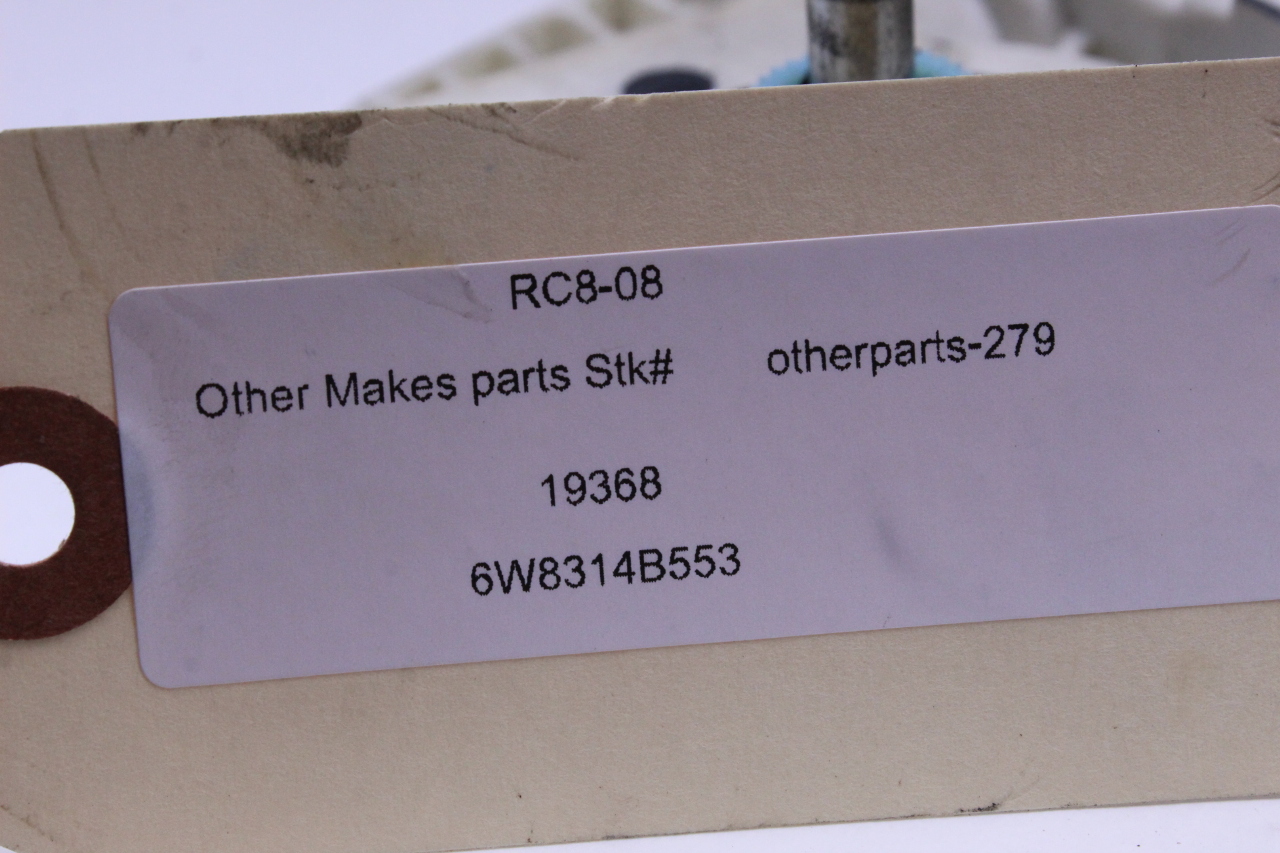 RC8-08
Other Makes parts Stk# otherparts-279
19368
6W8314B553